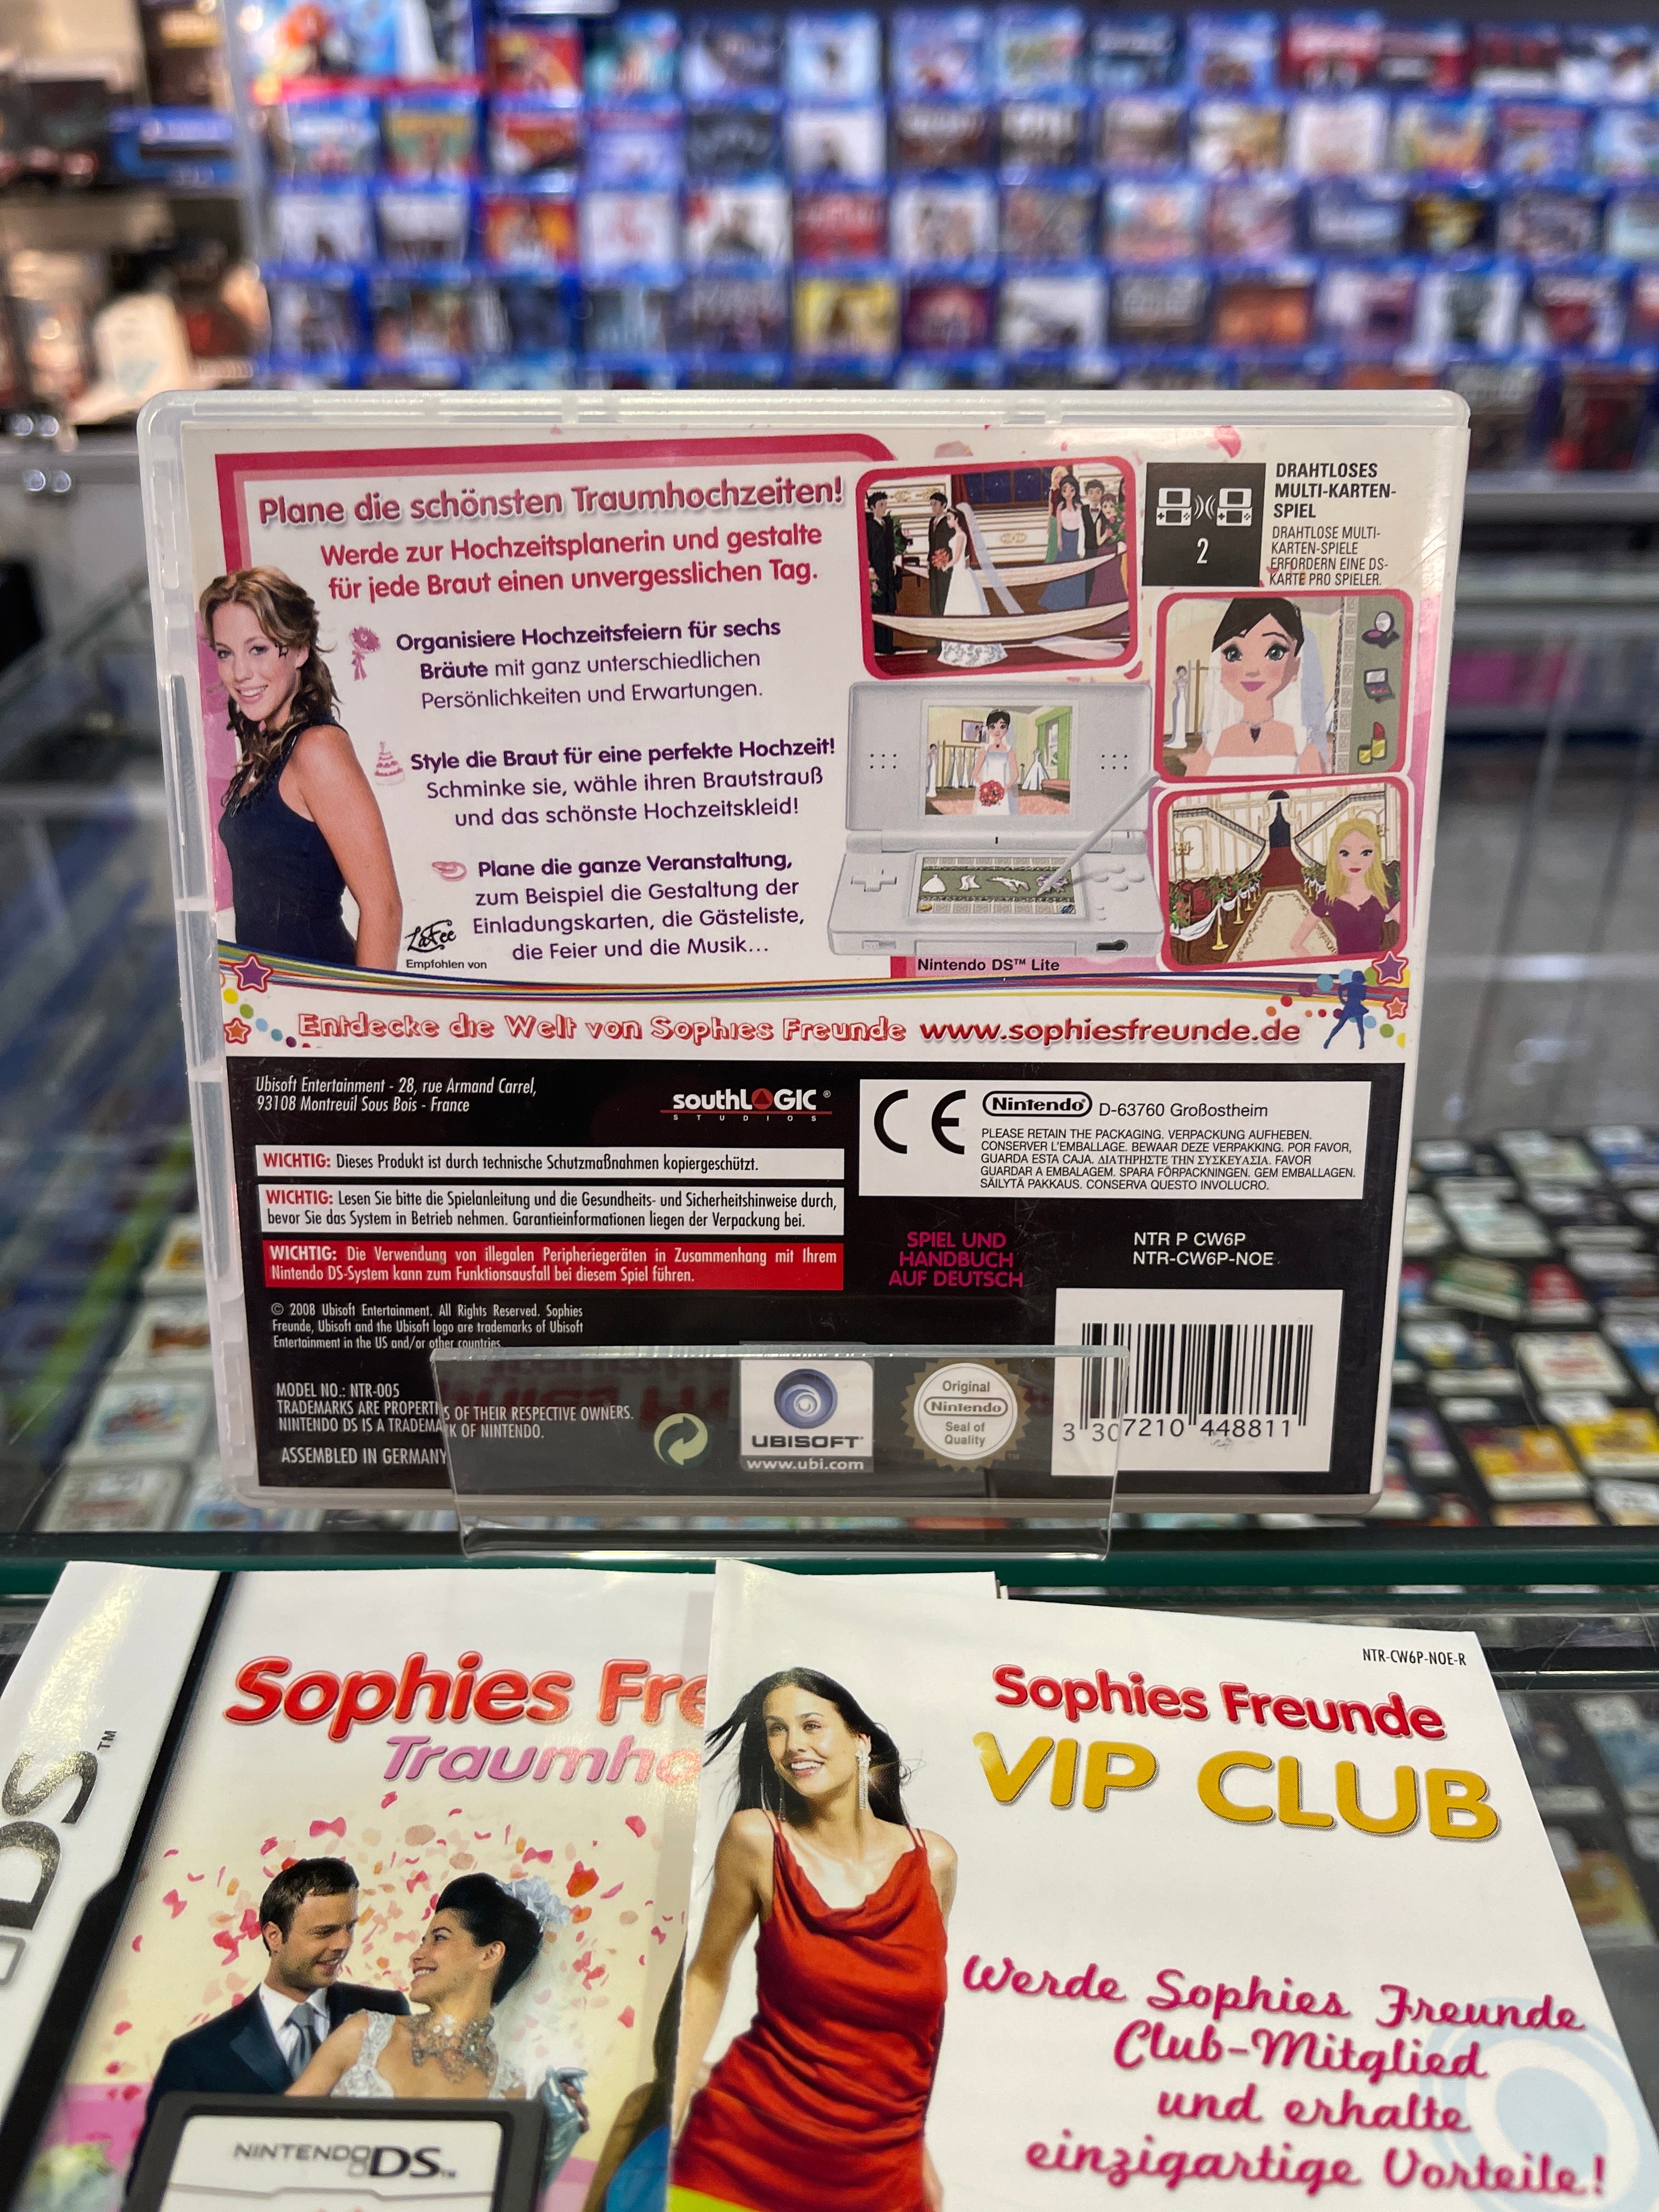 Plane die schönsten Traumhochzeiten!
Werde zur Hochzeitsplanerin und gestalte
für jede Braut einen unvergesslichen Tag.
Organisiere Hochzeitsfeiern für sechs
Bräute mit ganz unterschiedlichen
Persönlichkeiten und Erwartungen.
Style die Braut für eine perfekte Hochzeit!
Schminke sie, wähle ihren Brautstrauß
und das schönste Hochzeitskleid!
Plane die ganze Veranstaltung,
zum Beispiel die Gestaltung der
Einladungskarten, die Gästeliste,
die Feier und die Musik...
LaFee
Empfohlen von
DRAHTLOSES
MULTI-KARTEN-
SPIEL
2
DRAHTLOSE MULTI-
KARTEN-SPIELE
ERFORDERN EINE DS-
KARTE PRO SPIELER.
Nintendo DS™ Lite
Entdecke die Welt von Sophies Freunde www.sophiesfreunde.de
Ubisoft Entertainment - 28, rue Armand Carrel,
93108 Montreuil Sous Bois - France
southLOGIC®
STUDIOS
CE
Nintendo® D-63760 Großostheim
PLEASE RETAIN THE PACKAGING. VERPACKUNG AUFHEBEN.
CONSERVER L'EMBALLAGE. BEWAAR DEZE VERPAKKING. POR FAVOR,
GUARDA ESTA CAJA. ΔΙΑΤΗΡΗΣΤΕ ΤΗΝ ΣΥΣΚΕΥΑΣΙΑ. FAVOR
GUARDAR A EMBALAGEM. SPARA FÖRPACKNINGEN. GEM EMBALLAGEN.
SÄILYTÄ PAKKAUS. CONSERVA QUESTO INVOLUCRO.
WICHTIG: Dieses Produkt ist durch technische Schutzmaßnahmen kopiergeschützt.
WICHTIG: Lesen Sie bitte die Spielanleitung und die Gesundheits- und Sicherheitshinweise durch,
bevor Sie das System in Betrieb nehmen. Garantieinformationen liegen der Verpackung bei.
WICHTIG: Die Verwendung von illegalen Peripheriegeräten in Zusammenhang mit Ihrem
Nintendo DS-System kann zum Funktionsausfall bei diesem Spiel führen.
SPIEL UND
HANDBUCH
AUF DEUTSCH
NTR P CW6P
NTR-CW6P-NOE
© 2008 Ubisoft Entertainment. All Rights Reserved. Sophies
Freunde, Ubisoft and the Ubisoft logo are trademarks of Ubisoft
Entertainment in the US and/or other countries.
MODEL NO.: NTR-005
TRADEMARKS ARE PROPERTIES OF THEIR RESPECTIVE OWNERS.
NINTENDO DS IS A TRADEMARK OF NINTENDO.
ASSEMBLED IN GERMANY
UBISOFT
www.ubi.com
Original
Nintendo
Seal of
Quality
3 307210 448811
DS™
Sophies Fre
Traumho
NINTENDO DS™
NTR-CW6P-NOE-R
Sophies Freunde
VIP CLUB
Werde Sophies Freunde
Club-Mitglied
und erhalte
einzigartige Vorteile!